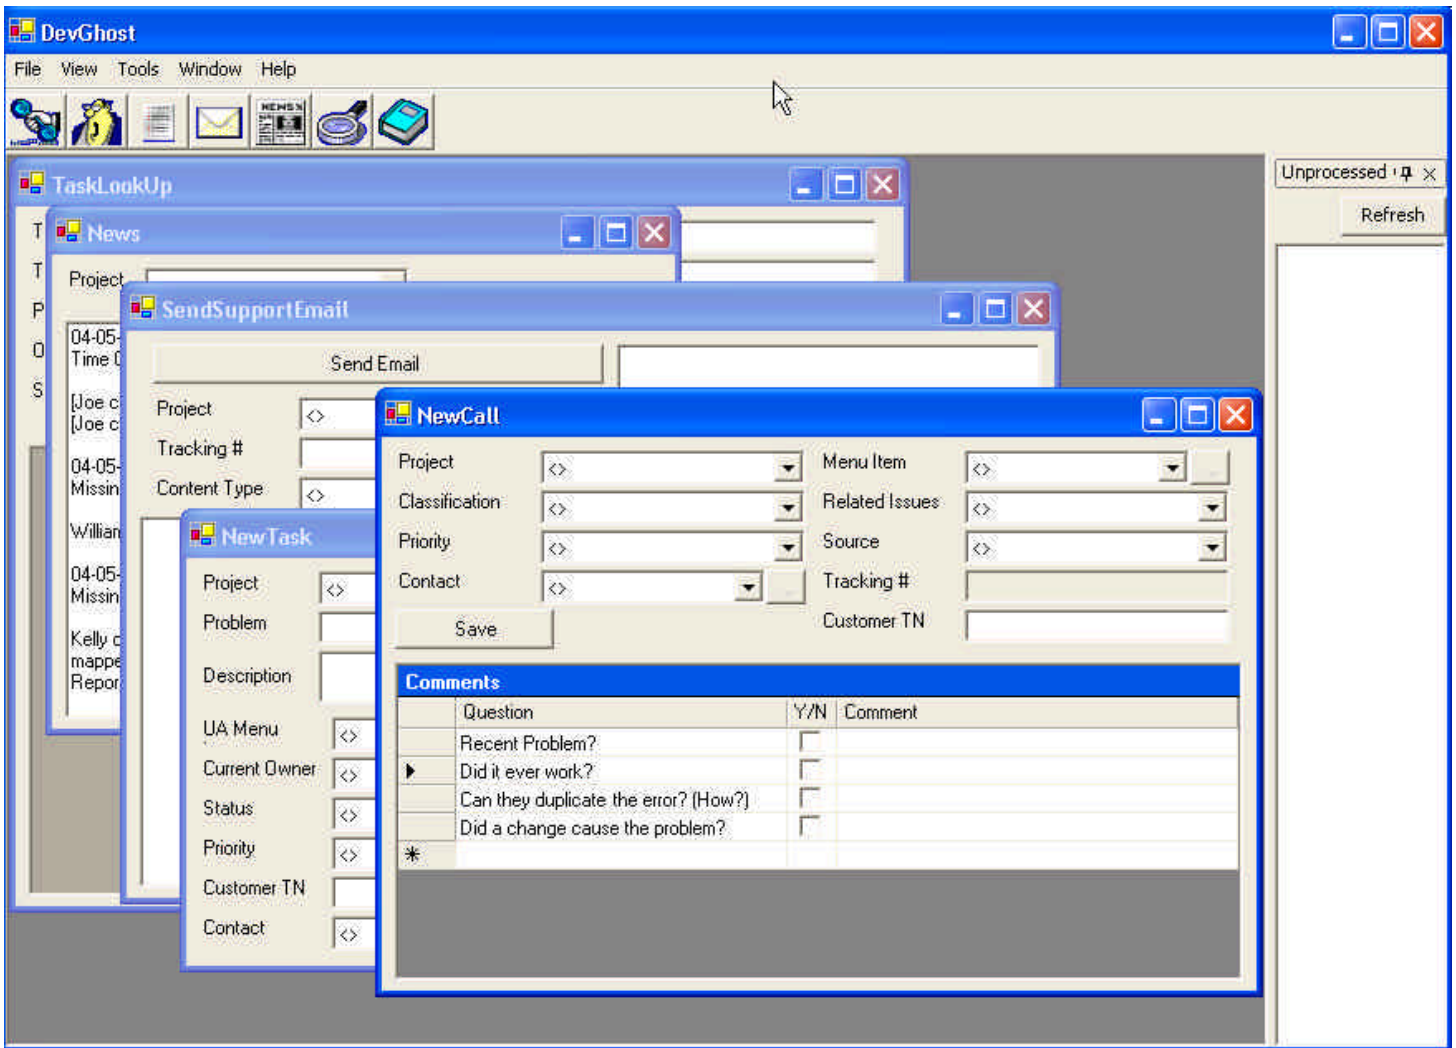 DevGhost
File View Tools Window Help
NEWS
Unprocessed
Refresh
TaskLookUp
T
T
P
O
S
News
Project
04-05-
Time
[Joe c
[Joe c
04-05-
Missin
William
04-05-
Missin
Kelly c
mappe
Repor
SendSupportEmail
Send Email
Project <>
Tracking #
Content Type <>
NewTask
Project <>
Problem
Description
UA Menu <>
Current Owner <>
Status <>
Priority <>
Customer TN
Contact <>
NewCall
Project <> Menu Item <>
Classification <> Related Issues <>
Priority <> Source <>
Contact <> Tracking #
Save Customer TN
Comments
Question Y/N Comment
Recent Problem?
Did it ever work?
Can they duplicate the error? (How?)
Did a change cause the problem?
*